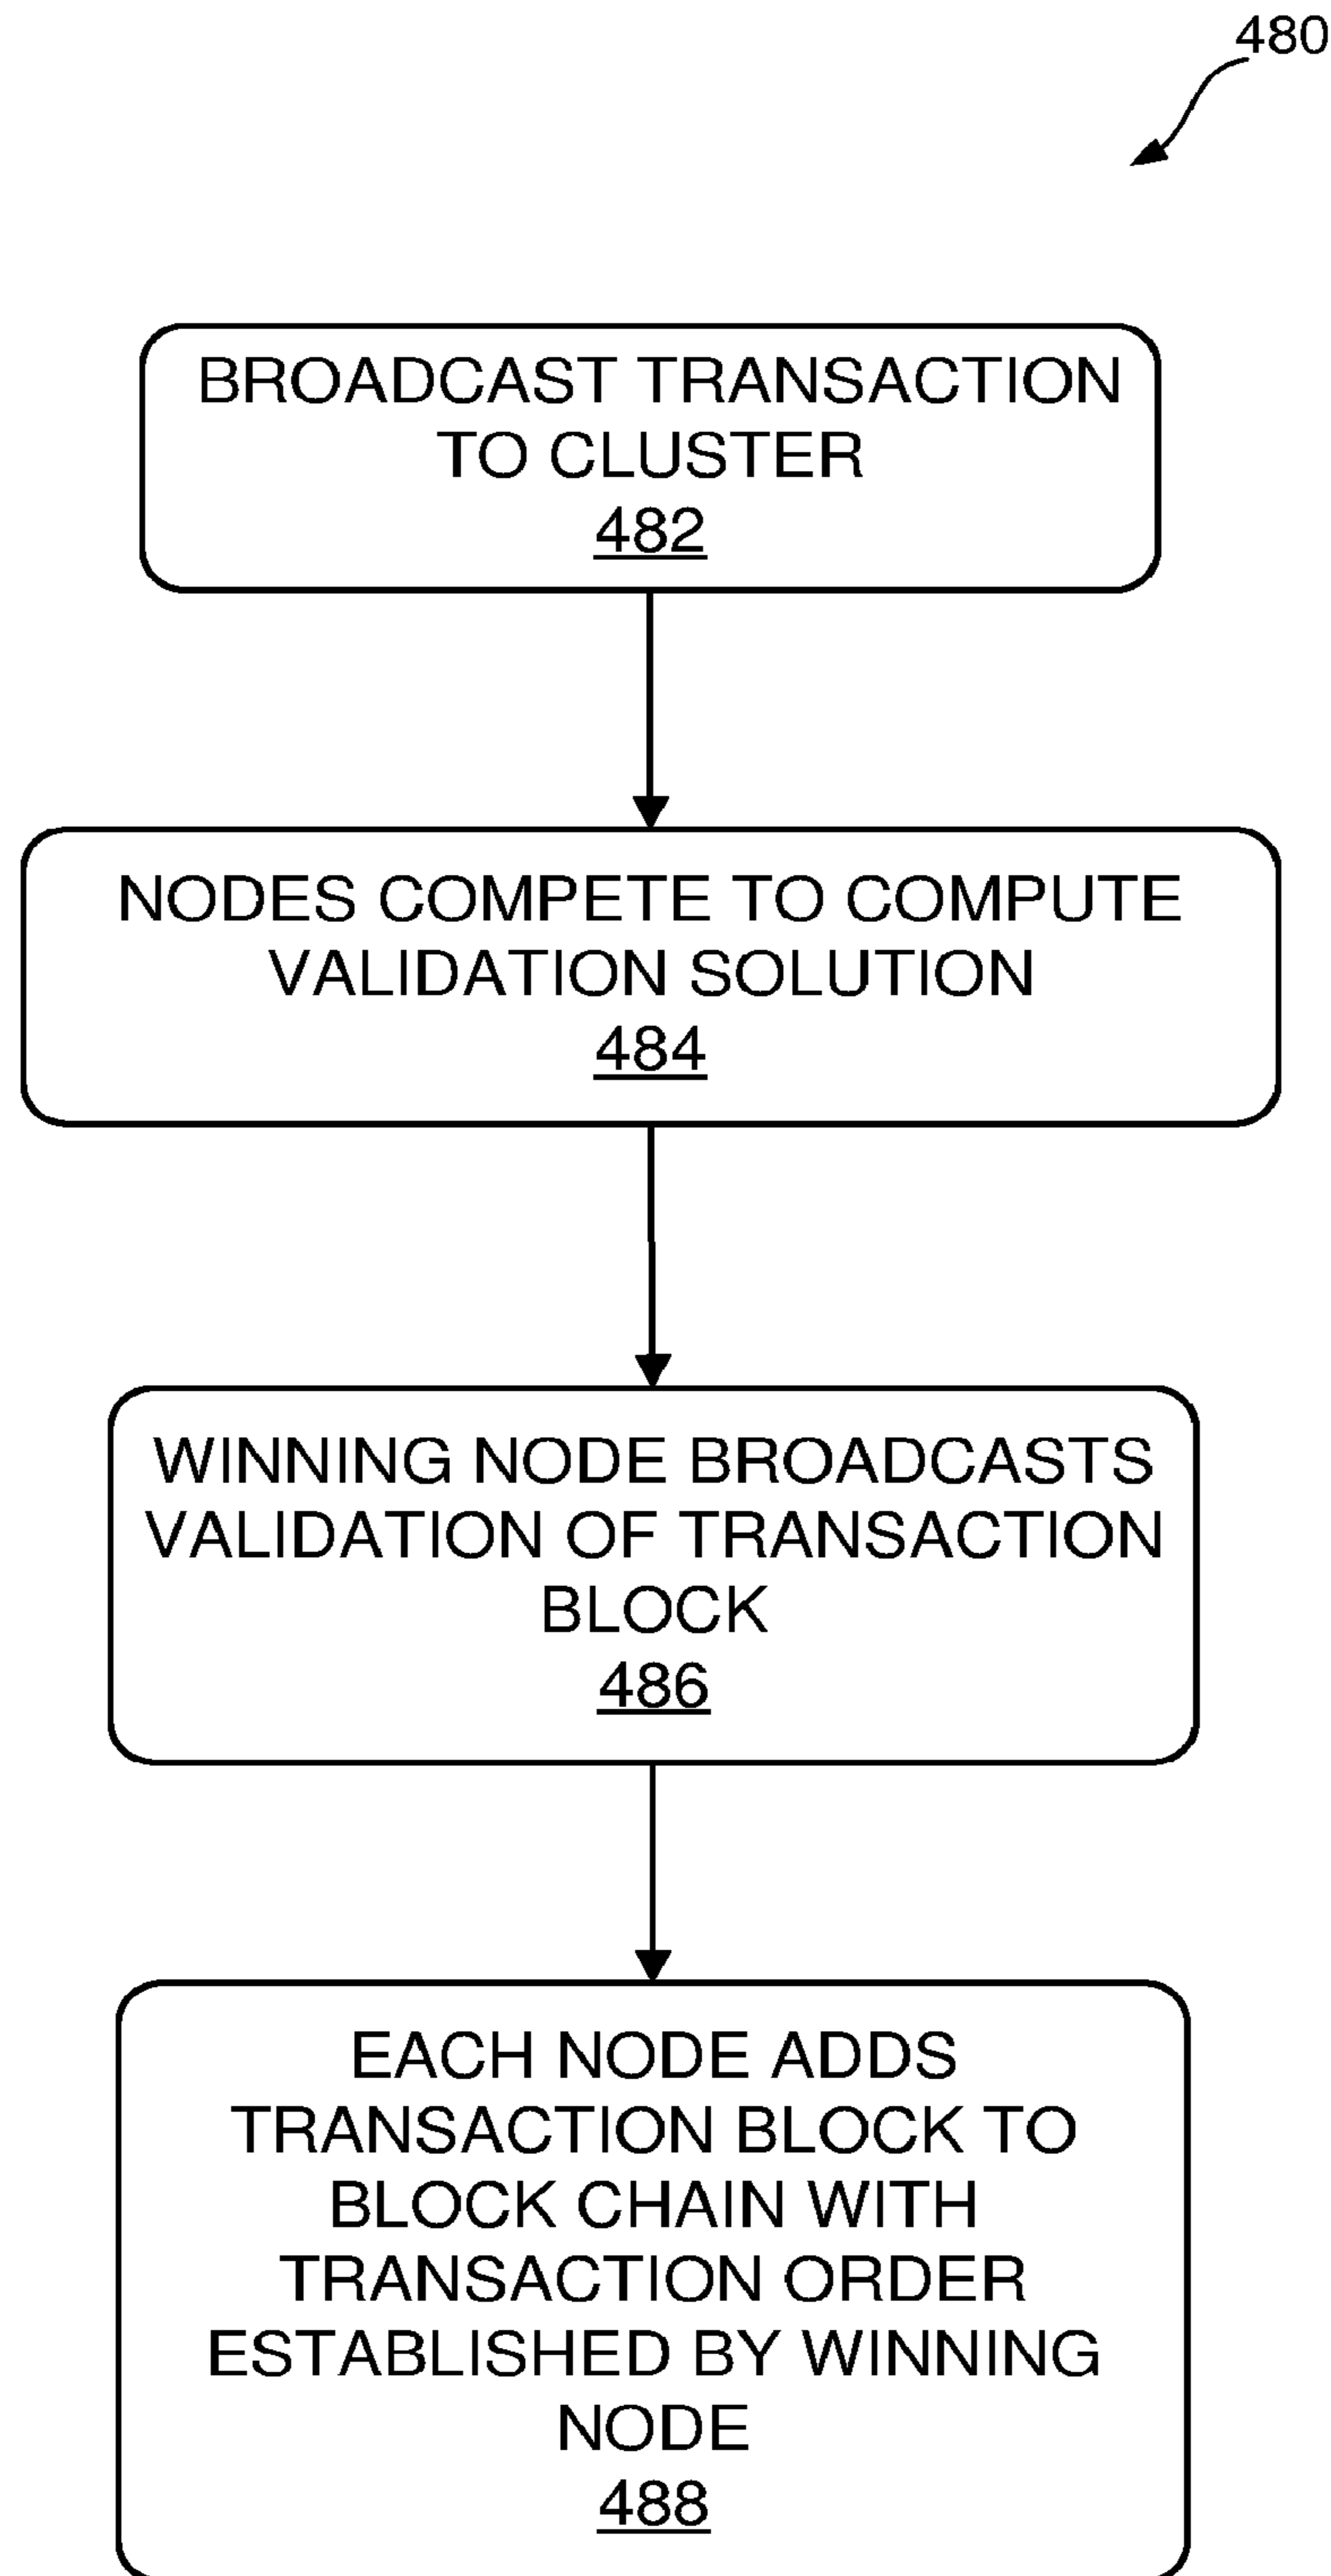 480
BROADCAST TRANSACTION
TO CLUSTER
482
NODES COMPETE TO COMPUTE
VALIDATION SOLUTION
484
WINNING NODE BROADCASTS
VALIDATION OF TRANSACTION
BLOCK
486
EACH NODE ADDS
TRANSACTION BLOCK TO
BLOCK CHAIN WITH
TRANSACTION ORDER
ESTABLISHED BY WINNING
NODE
488